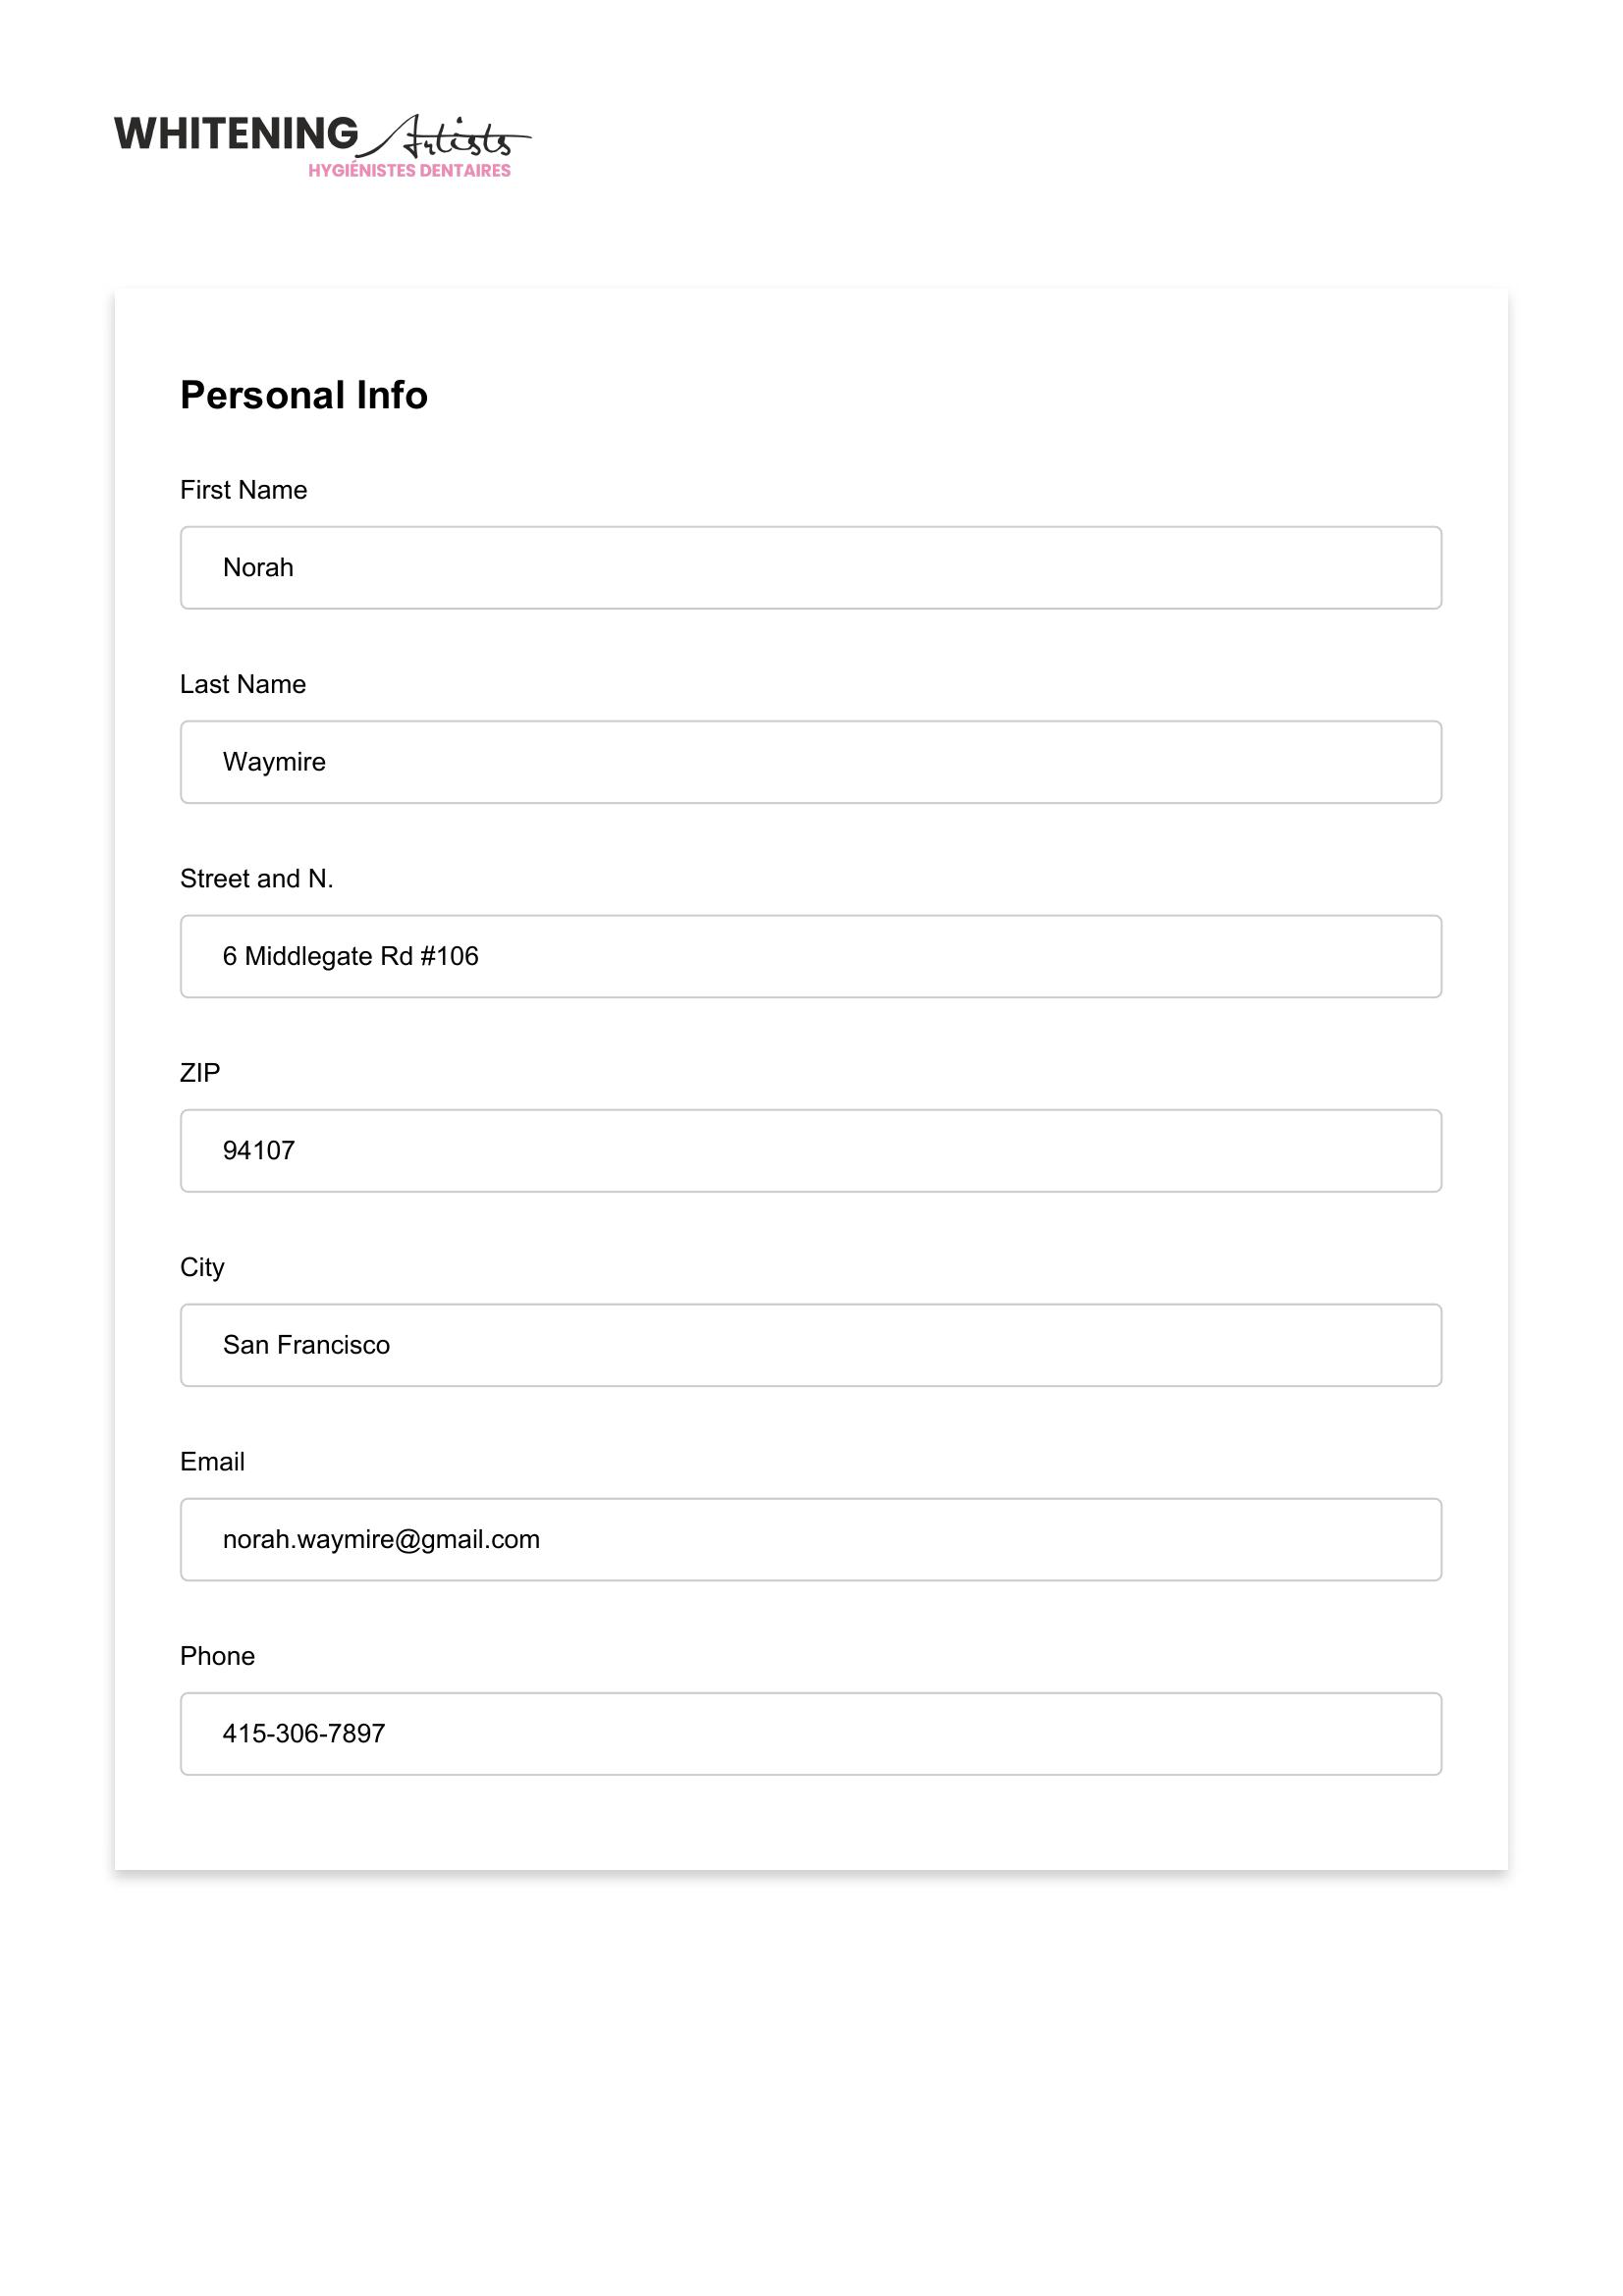 WHITENING Artists
HYGIÉNISTES DENTAIRES
Personal Info
First Name
Norah
Last Name
Waymire
Street and N.
6 Middlegate Rd #106
ZIP
94107
City
San Francisco
Email
norah.waymire@gmail.com
Phone
415-306-7897